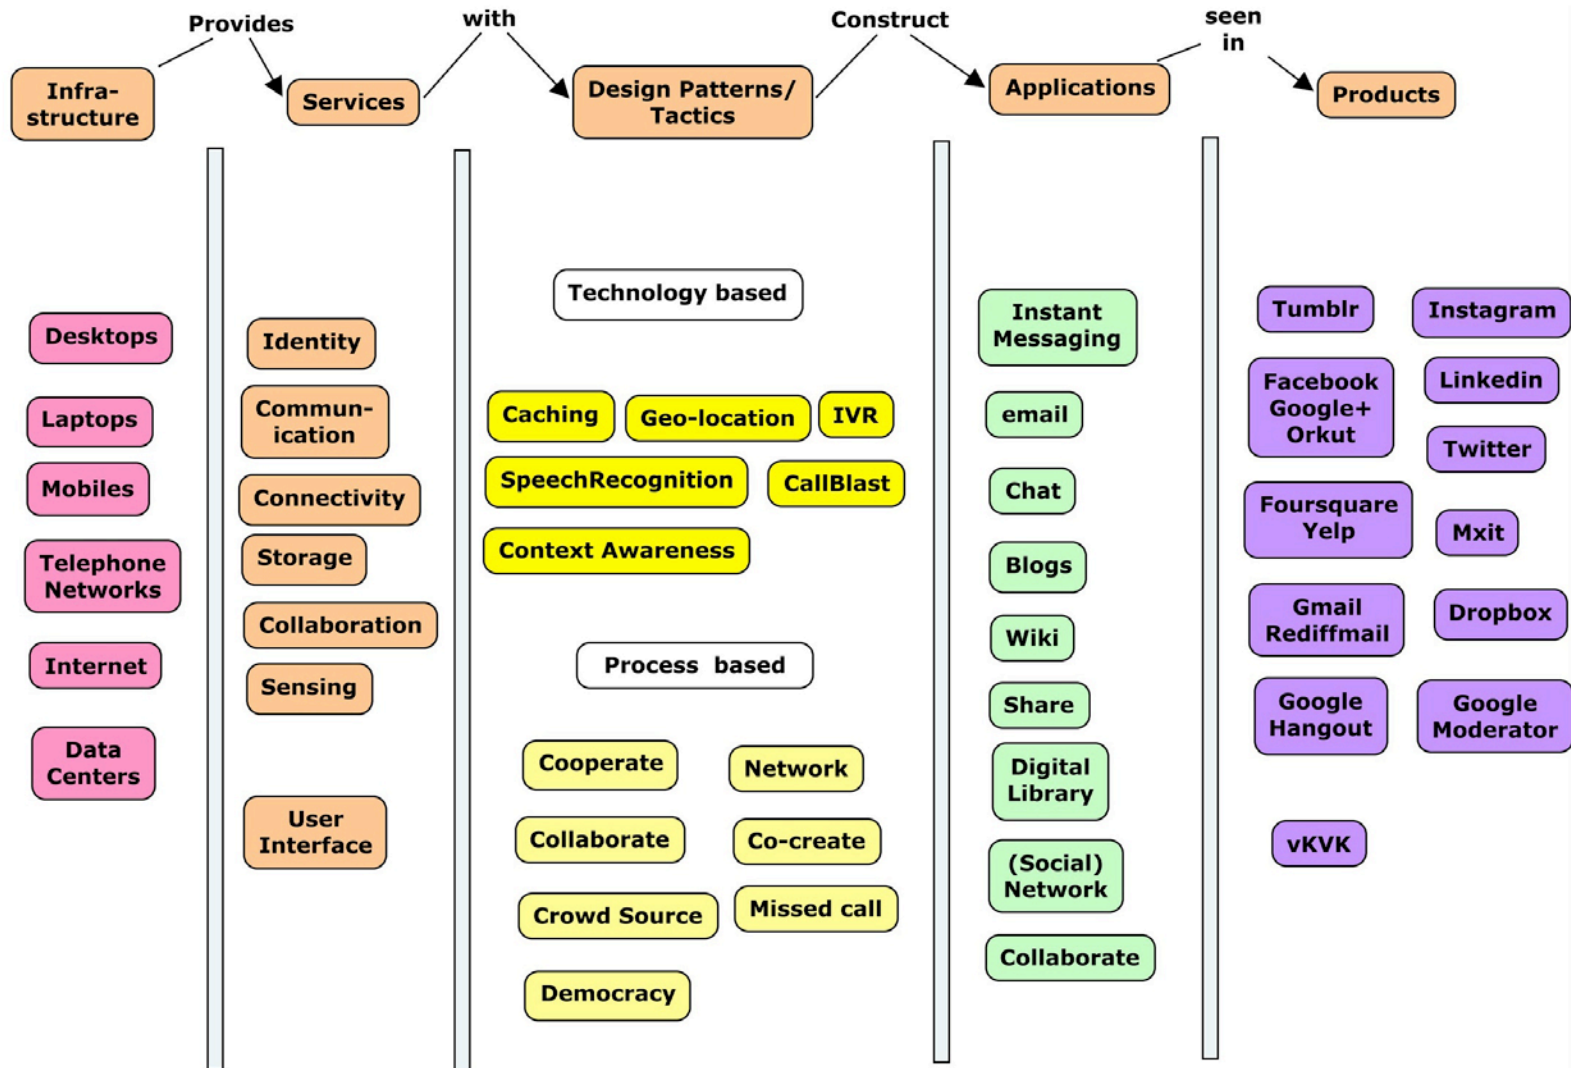 Provides
with
Construct
seen
in
Infra-
structure
Services
Design Patterns/
Tactics
Applications
Products
Desktops
Laptops
Mobiles
Telephone
Networks
Internet
Data
Centers
Identity
Commun-
ication
Connectivity
Storage
Collaboration
Sensing
User
Interface
Technology based
Caching
Geo-location
IVR
SpeechRecognition
CallBlast
Context Awareness
Process based
Cooperate
Network
Collaborate
Co-create
Crowd Source
Missed call
Democracy
Instant
Messaging
email
Chat
Blogs
Wiki
Share
Digital
Library
(Social)
Network
Collaborate
Tumblr
Instagram
Facebook
Google+
Orkut
Linkedin
Twitter
Foursquare
Yelp
Mxit
Gmail
Rediffmail
Dropbox
Google
Hangout
Google
Moderator
vKVK